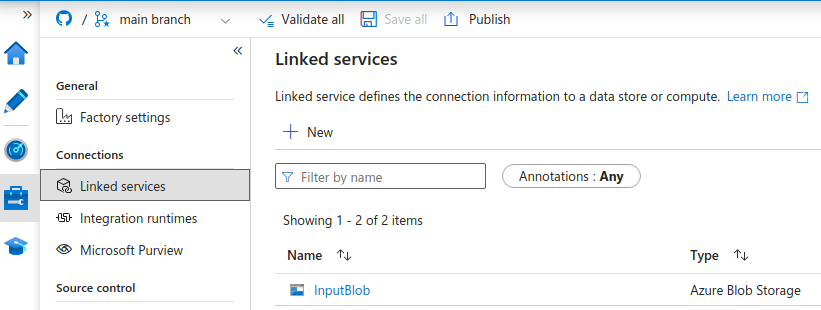 » / main branch Validate all Save all Publish
«
General
Factory settings
Connections
Linked services
Integration runtimes
Microsoft Purview
Source control
Linked services
Linked service defines the connection information to a data store or compute. Learn more
New
Filter by name Annotations : Any
Showing 1 - 2 of 2 items
Name Type
InputBlob Azure Blob Storage